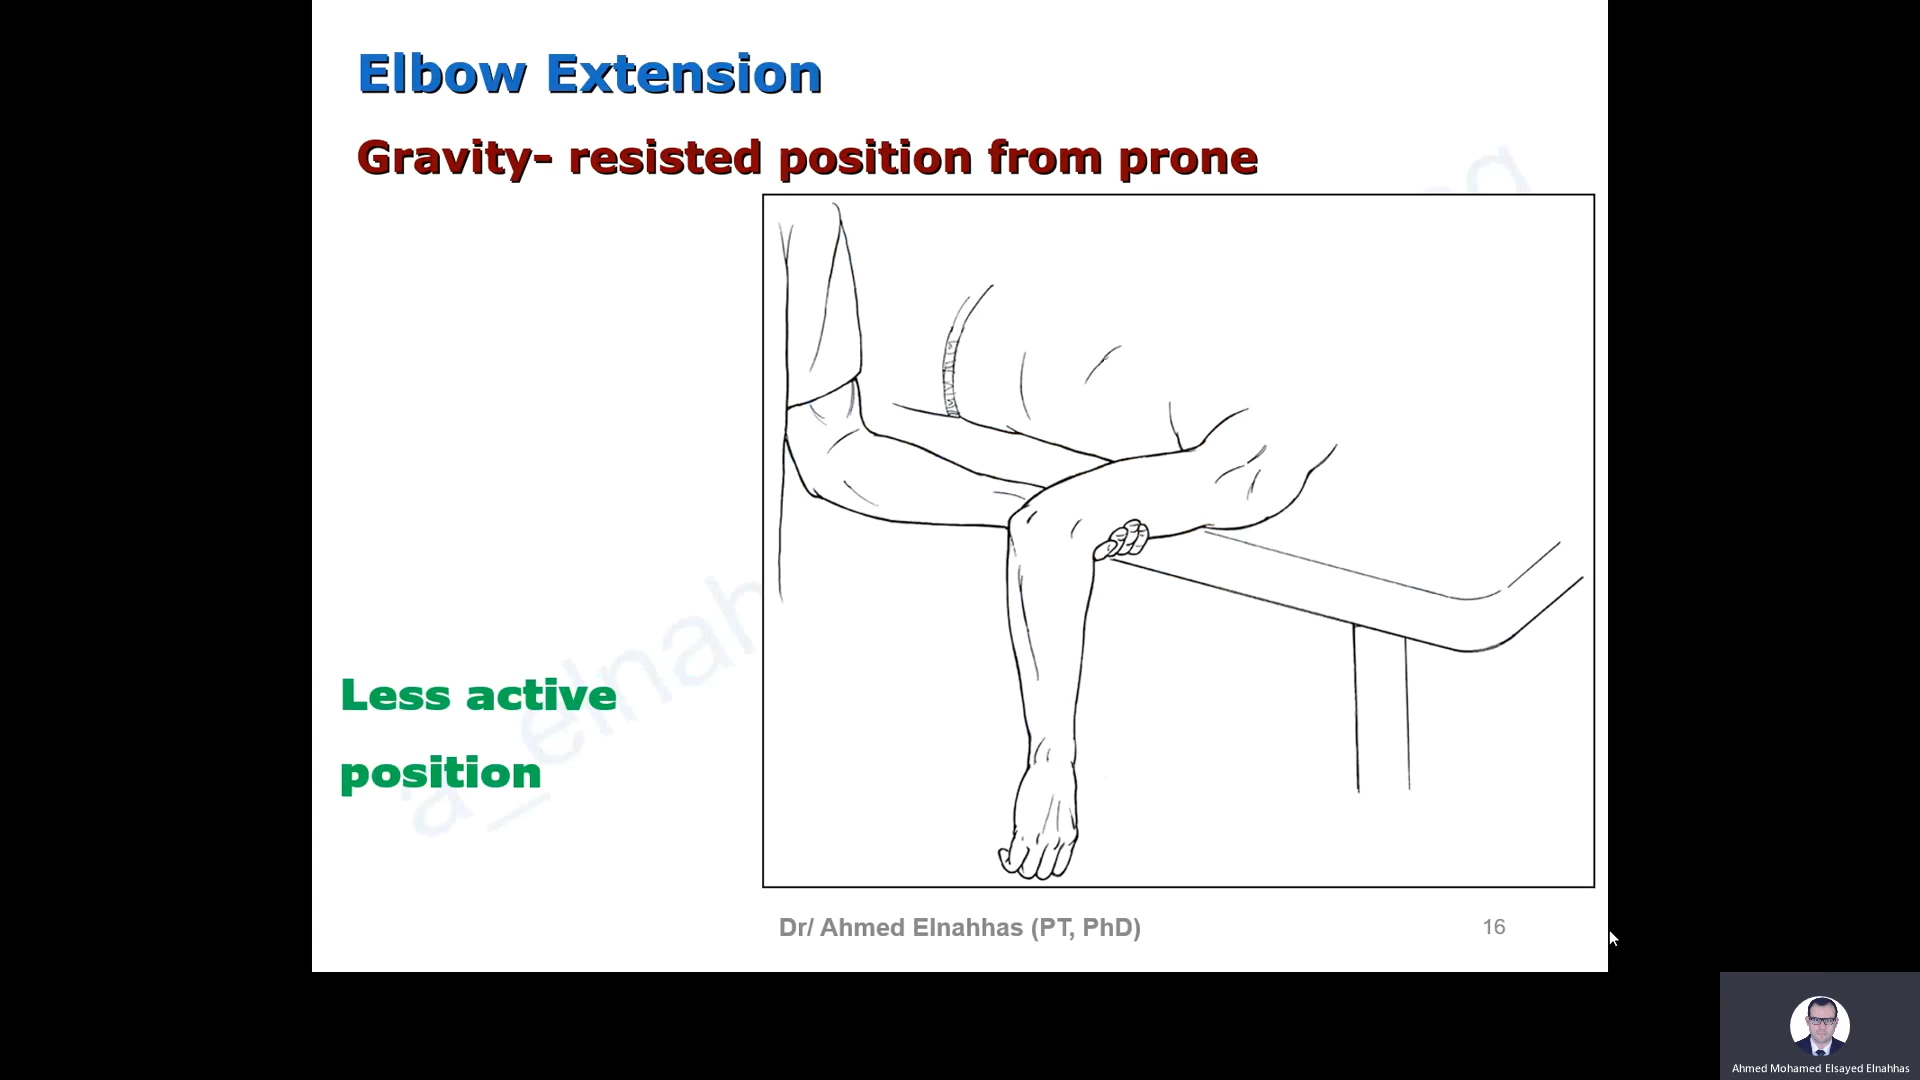 Elbow Extension
Gravity- resisted position from prone
Less active
position
Dr/ Ahmed Elnahhas (PT, PhD)
16
Ahmed Mohamed Elsayed Elnahhas